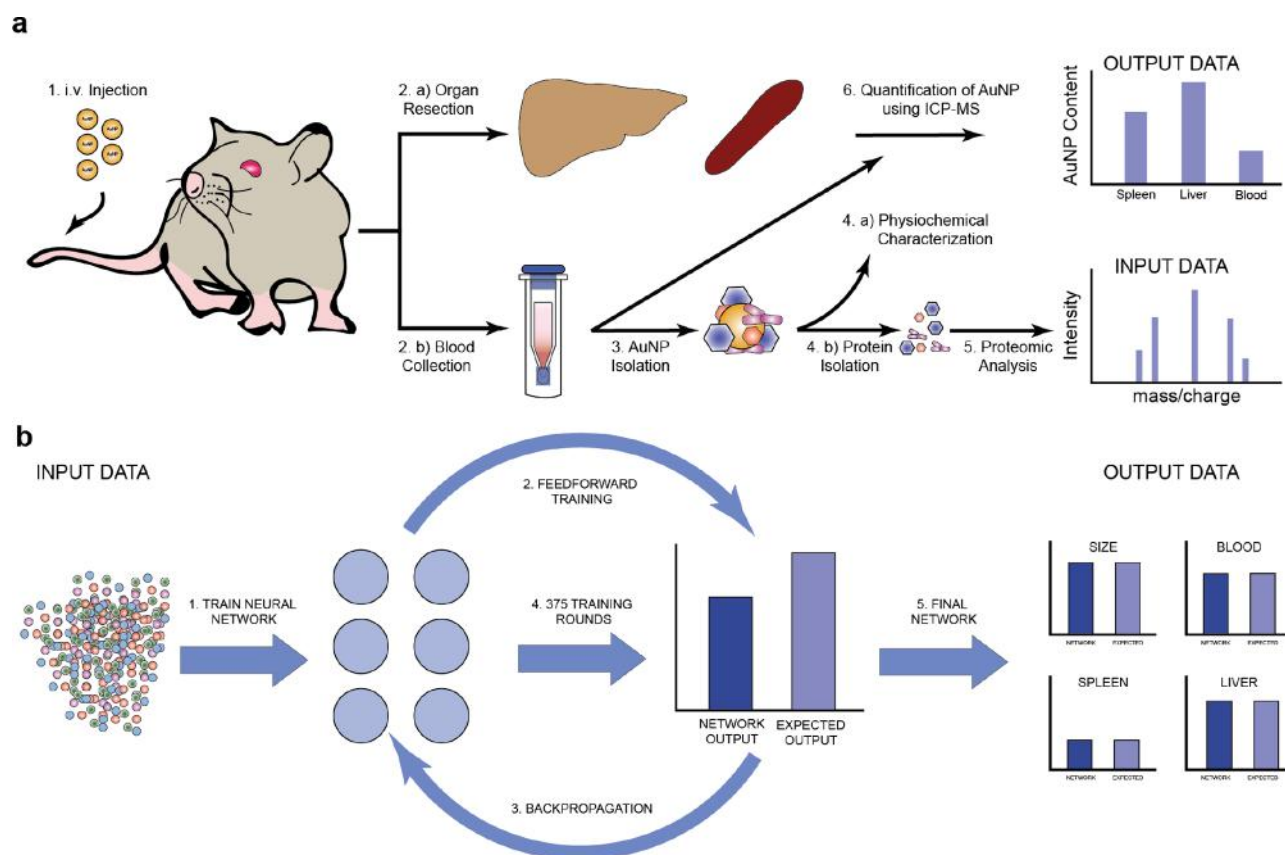 a
1. i.v. Injection
AuNP
AuNP
AuNP
AuNP
AuNP
2. a) Organ
Resection
6. Quantification of AuNP
using ICP-MS
OUTPUT DATA
AuNP Content
Spleen
Liver
Blood
2. b) Blood
Collection
3. AuNP
Isolation
4. a) Physiochemical
Characterization
4. b) Protein
Isolation
5. Proteomic
Analysis
INPUT DATA
Intensity
mass/charge
b
INPUT DATA
1. TRAIN NEURAL
NETWORK
2. FEEDFORWARD
TRAINING
4. 375 TRAINING
ROUNDS
3. BACKPROPAGATION
NETWORK
OUTPUT
EXPECTED
OUTPUT
5. FINAL
NETWORK
OUTPUT DATA
SIZE
NETWORK
EXPECTED
BLOOD
NETWORK
EXPECTED
SPLEEN
NETWORK
EXPECTED
LIVER
NETWORK
EXPECTED